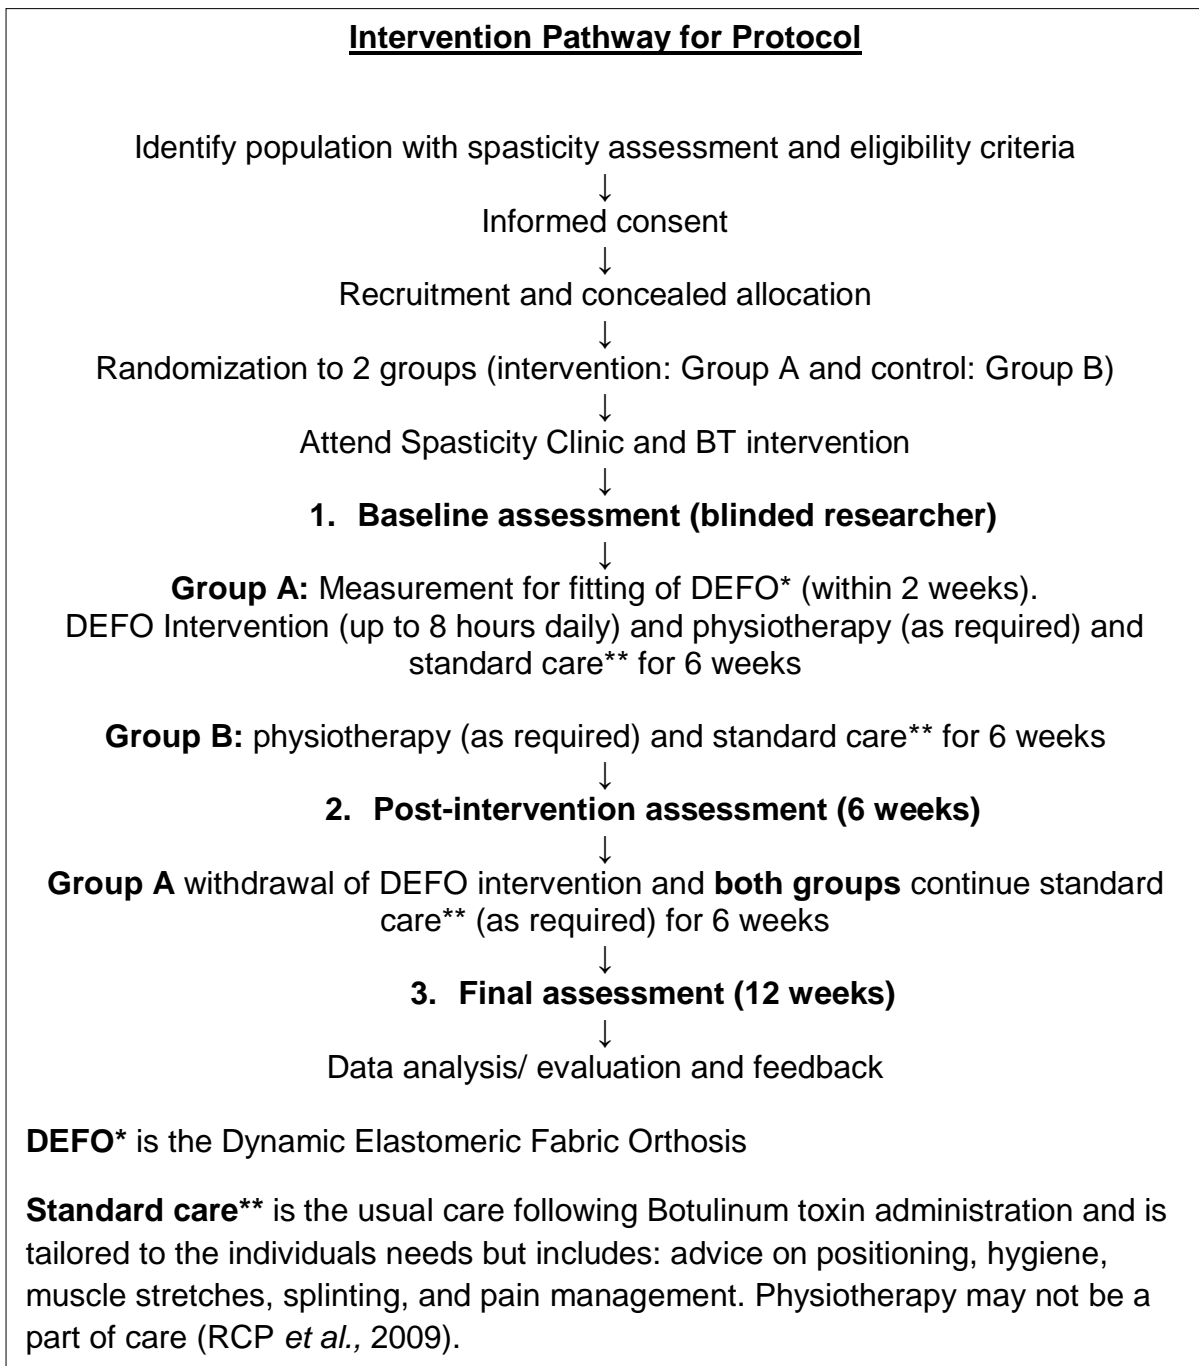 Intervention Pathway for Protocol
Identify population with spasticity assessment and eligibility criteria
↓
Informed consent
↓
Recruitment and concealed allocation
↓
Randomization to 2 groups (intervention: Group A and control: Group B)
↓
Attend Spasticity Clinic and BT intervention
↓
1. Baseline assessment (blinded researcher)
↓
Group A: Measurement for fitting of DEFO* (within 2 weeks).
DEFO Intervention (up to 8 hours daily) and physiotherapy (as required) and
standard care** for 6 weeks
Group B: physiotherapy (as required) and standard care** for 6 weeks
↓
2. Post-intervention assessment (6 weeks)
↓
Group A withdrawal of DEFO intervention and both groups continue standard
care** (as required) for 6 weeks
↓
3. Final assessment (12 weeks)
↓
Data analysis/ evaluation and feedback
DEFO* is the Dynamic Elastomeric Fabric Orthosis
Standard care** is the usual care following Botulinum toxin administration and is
tailored to the individuals needs but includes: advice on positioning, hygiene,
muscle stretches, splinting, and pain management. Physiotherapy may not be a
part of care (RCP et al., 2009).